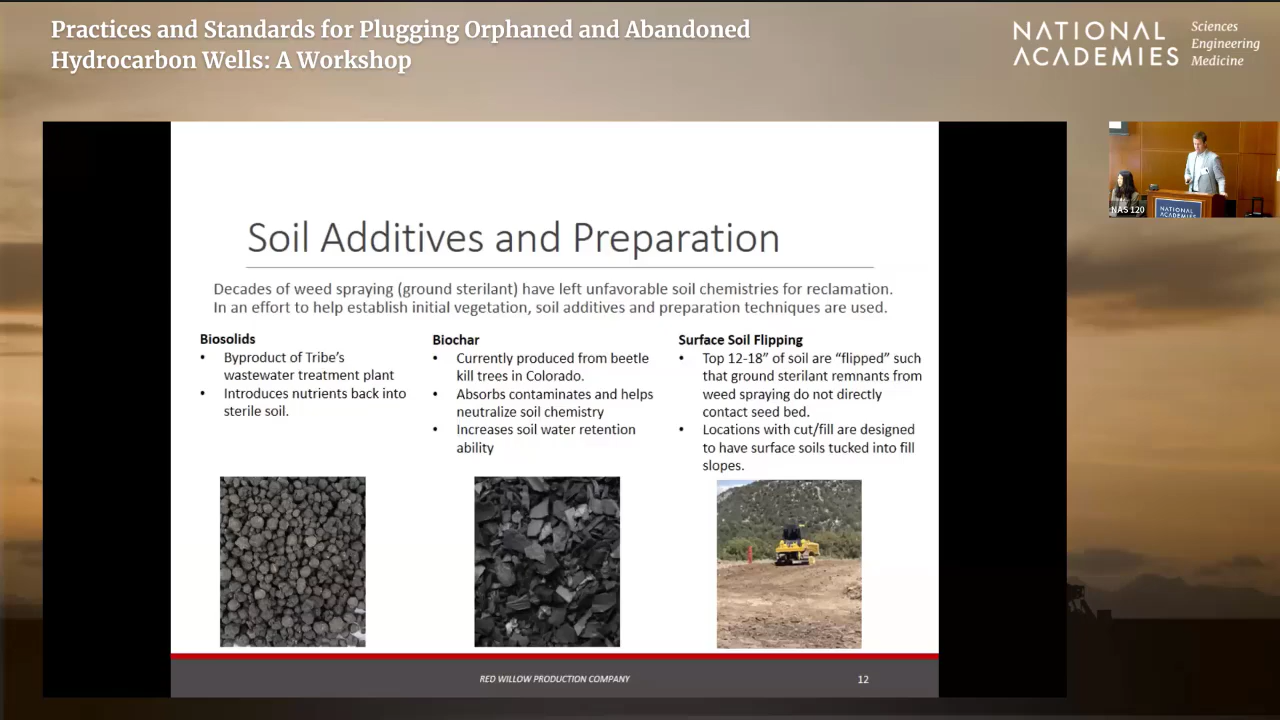 Practices and Standards for Plugging Orphaned and Abandoned
Hydrocarbon Wells: A Workshop
NATIONAL
ACADEMIES
Sciences
Engineering
Medicine
NAS 120
NATIONAL
ACADEMIES
Soil Additives and Preparation
Decades of weed spraying (ground sterilant) have left unfavorable soil chemistries for reclamation.
In an effort to help establish initial vegetation, soil additives and preparation techniques are used.
Biosolids
• Byproduct of Tribe's
wastewater treatment plant
• Introduces nutrients back into
sterile soil.
Biochar
• Currently produced from beetle
kill trees in Colorado.
• Absorbs contaminates and helps
neutralize soil chemistry
• Increases soil water retention
ability
Surface Soil Flipping
• Top 12-18" of soil are "flipped" such
that ground sterilant remnants from
weed spraying do not directly
contact seed bed.
• Locations with cut/fill are designed
to have surface soils tucked into fill
slopes.
RED WILLOW PRODUCTION COMPANY
12